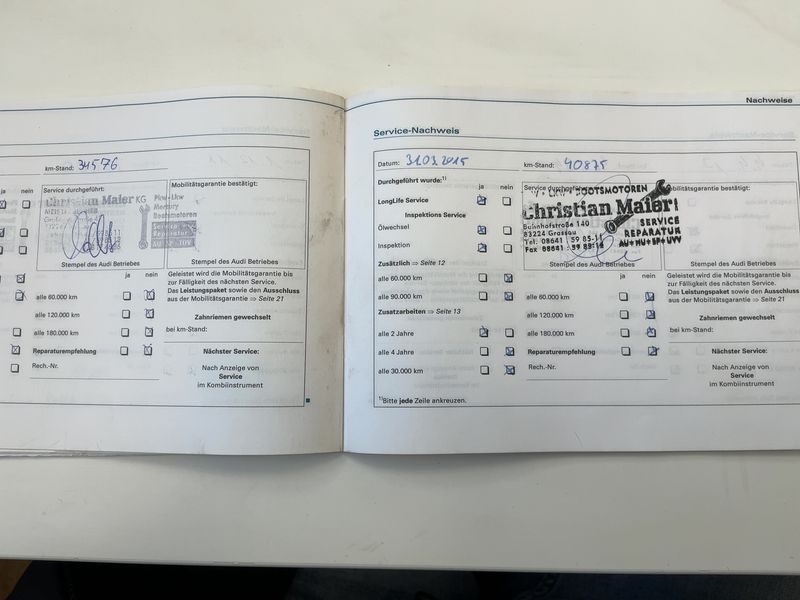 km-Stand: 34576
ja nein
Service durchgeführt:
Mobilitätsgarantie bestätigt:
Christian Maier KG
Bootsmotoren
Stempel des Audi Betriebes
Stempel des Audi Betriebes
ja nein
alle 60.000 km
alle 120.000 km
alle 180.000 km
Reparaturempfehlung
Rech.-Nr.
Geleistet wird die Mobilitätsgarantie bis
zur Fälligkeit des nächsten Service.
Das Leistungspaket sowie den Ausschluss
aus der Mobilitätsgarantie ⇒ Seite 21
Zahnriemen gewechselt
bei km-Stand:
Nächster Service:
Nach Anzeige von
Service
im Kombiinstrument
Nachweise
Service-Nachweis
Datum: 31.03.2015
km-Stand: 40875
Durchgeführt wurde:¹⁾
ja nein
LongLife Service
Inspektions Service
Ölwechsel
Inspektion
Zusätzlich ⇒ Seite 12
alle 60.000 km
alle 90.000 km
Zusatzarbeiten ⇒ Seite 13
alle 2 Jahre
alle 4 Jahre
alle 30.000 km
¹⁾Bitte jede Zeile ankreuzen.
BOOTSMOTOREN
Christian Maier
Bahnhofstraße 140
83224 Grassau
Tel. 08641
SERVICE
REPARATUR
Stempel des Audi Betriebes
Stempel des Audi Betriebes
ja nein
alle 60.000 km
alle 120.000 km
alle 180.000 km
Reparaturempfehlung
Rech.-Nr.
Geleistet wird die Mobilitätsgarantie bis
zur Fälligkeit des nächsten Service.
Das Leistungspaket sowie den Ausschluss
aus der Mobilitätsgarantie ⇒ Seite 21
Zahnriemen gewechselt
bei km-Stand:
Nächster Service:
Nach Anzeige von
Service
im Kombiinstrument